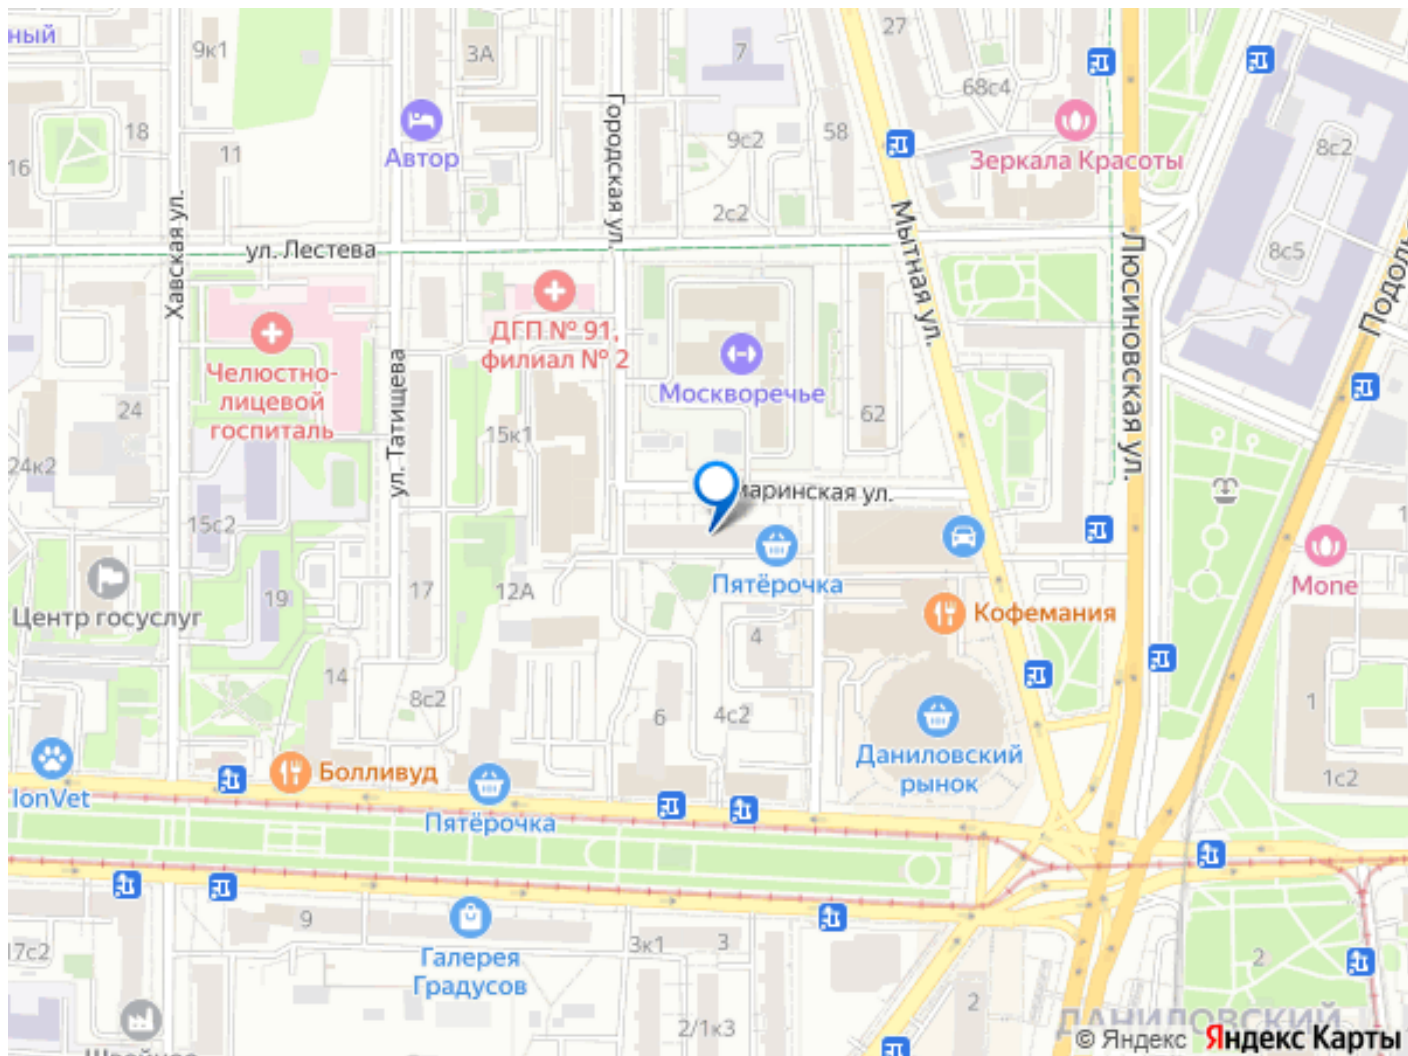 ный
9к1
3А
7
27
68с4
Автор
18
11
16
9с2
58
Зеркала Красоты
8с2
Городская ул.
Хавская ул.
2с2
Мытная ул.
Люсиновская ул.
8с5
ул. Лестева
ДГП № 91,
филиал № 2
Челюстно-
лицевой
госпиталь
ул. Татищева
Москворечье
24
62
15к1
24к2
маринская ул.
15с2
Пятёрочка
Mone
17
12А
19
Центр госуслуг
Кофемания
4
14
8с2
6
4с2
1
Даниловский
рынок
Болливуд
1с2
lonVet
Пятёрочка
9
3к1
3
17с2
Галерея
Градусов
2
2
2/1к3
ДАНИЛОВСКИЙ
© Яндекс Яндекс Карты